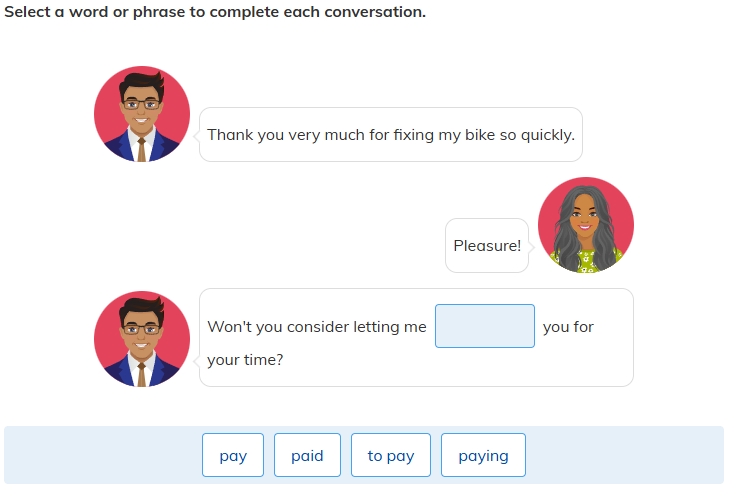 Select a word or phrase to complete each conversation.
Thank you very much for fixing my bike so quickly.
Pleasure!
Won't you consider letting me you for
your time?
pay paid to pay paying